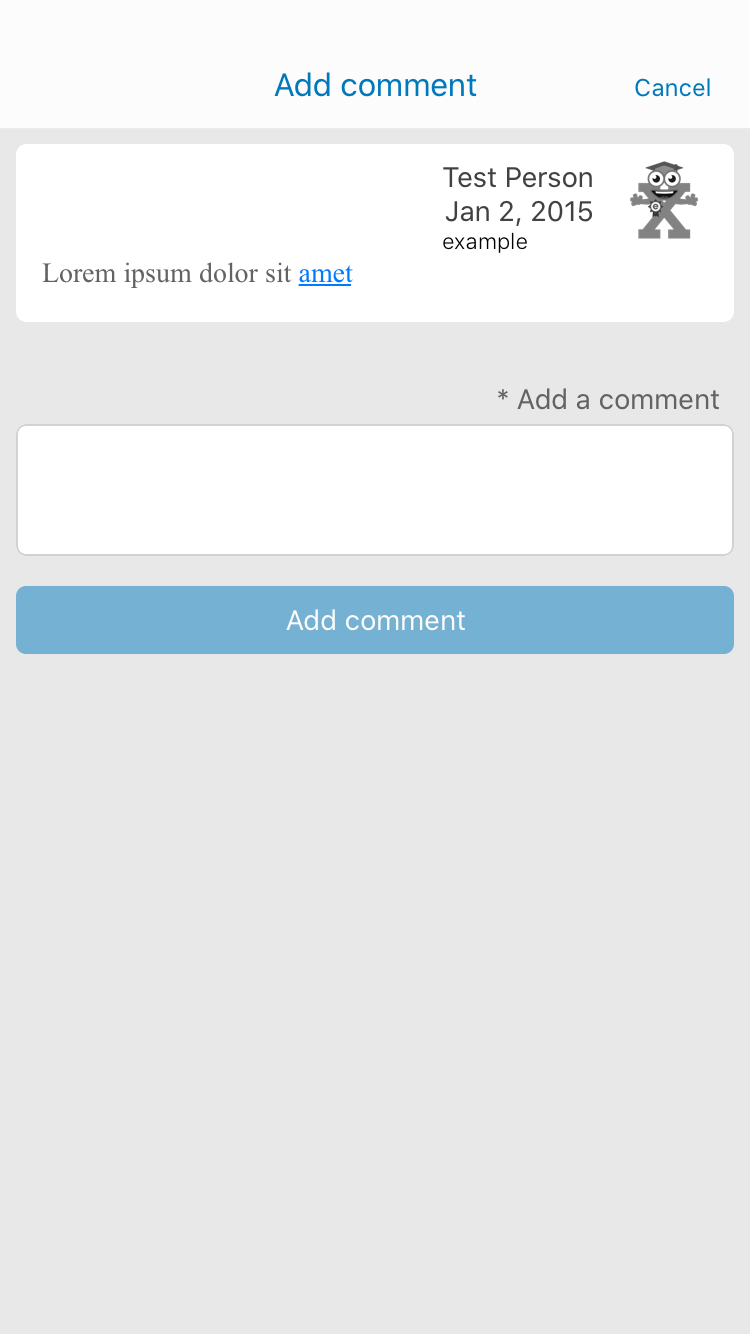 Add comment
Cancel
Test Person
Jan 2, 2015
example
Lorem ipsum dolor sit amet
* Add a comment
Add comment